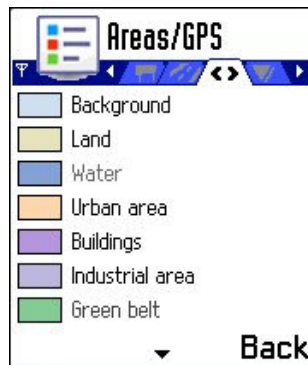 Areas/GPS
Background
Land
Water
Urban area
Buildings
Industrial area
Green belt
Back